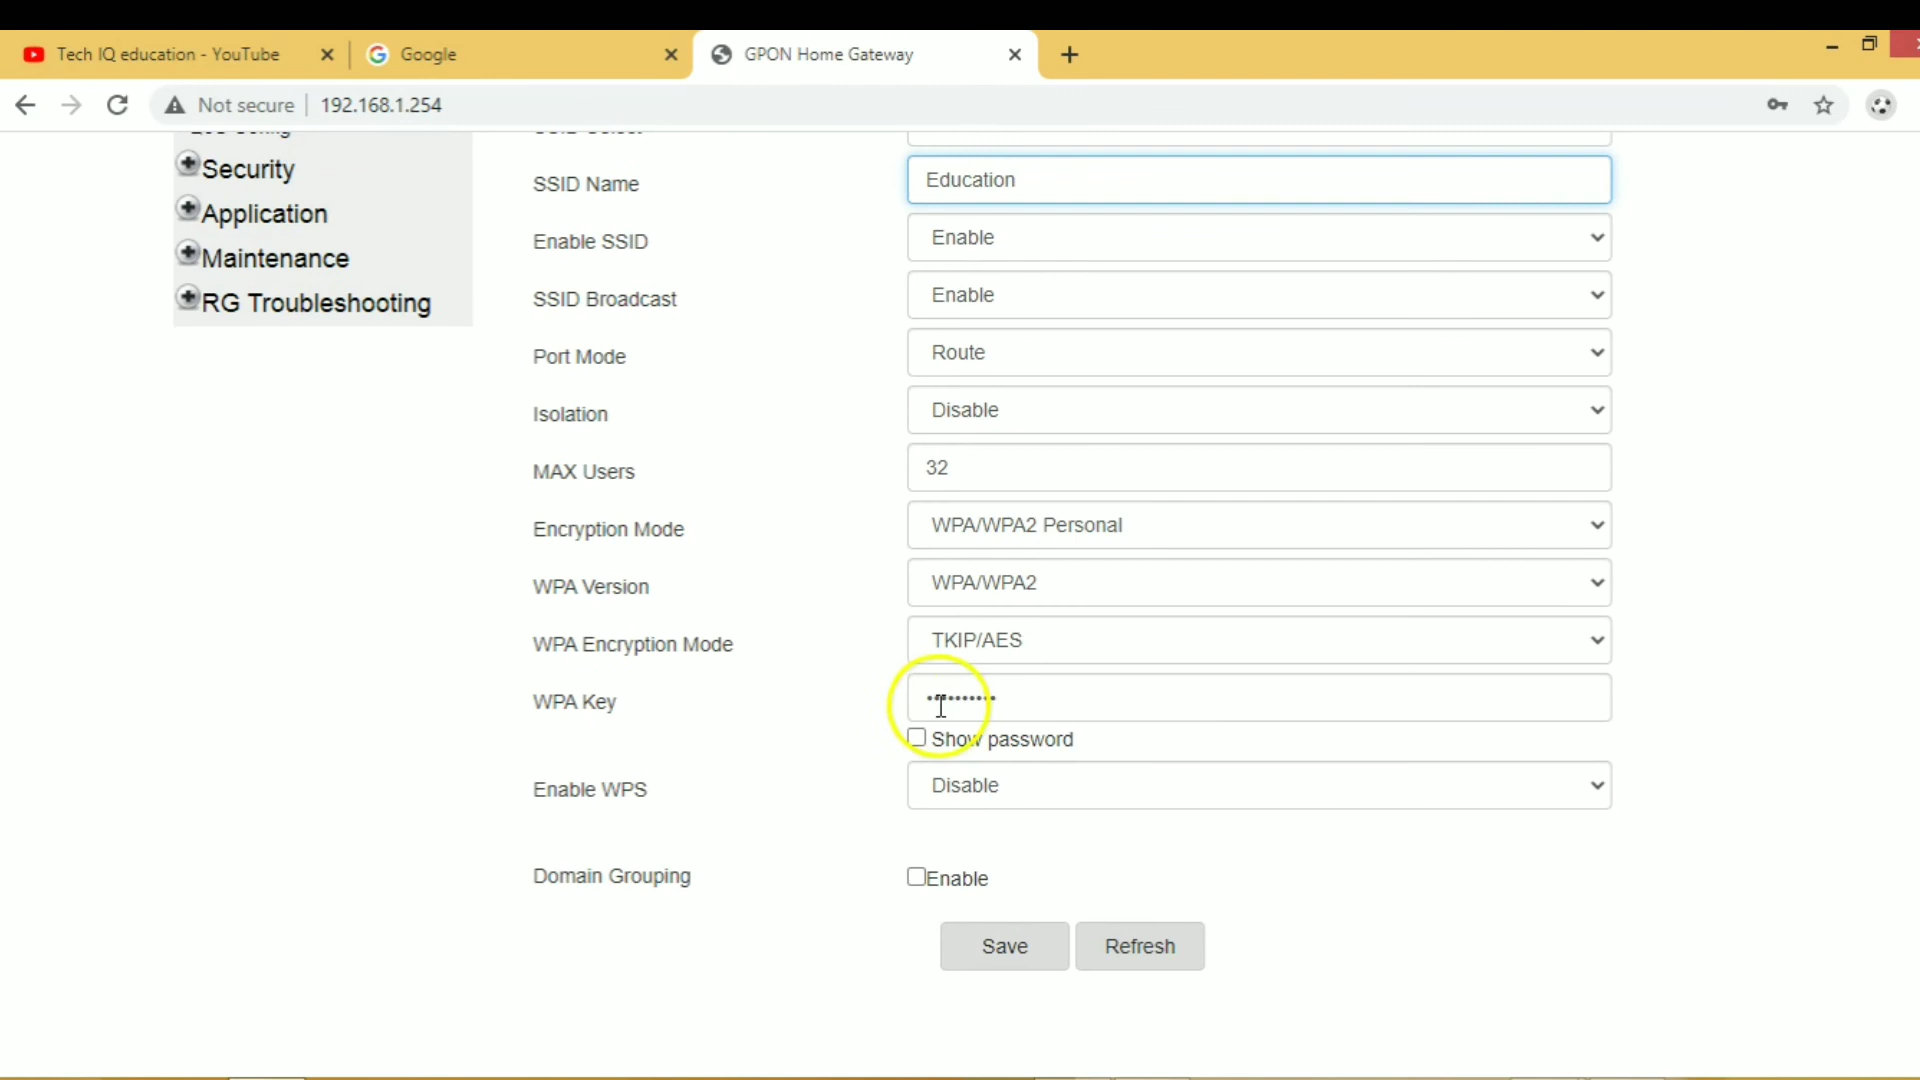 Tech IQ education - YouTube
Google
GPON Home Gateway
Not secure
192.168.1.254
Security
Application
Maintenance
RG Troubleshooting
SSID Name
Education
Enable SSID
Enable
SSID Broadcast
Enable
Port Mode
Route
Isolation
Disable
MAX Users
32
Encryption Mode
WPA/WPA2 Personal
WPA Version
WPA/WPA2
WPA Encryption Mode
TKIP/AES
WPA Key
Show password
Enable WPS
Disable
Domain Grouping
Enable
Save
Refresh